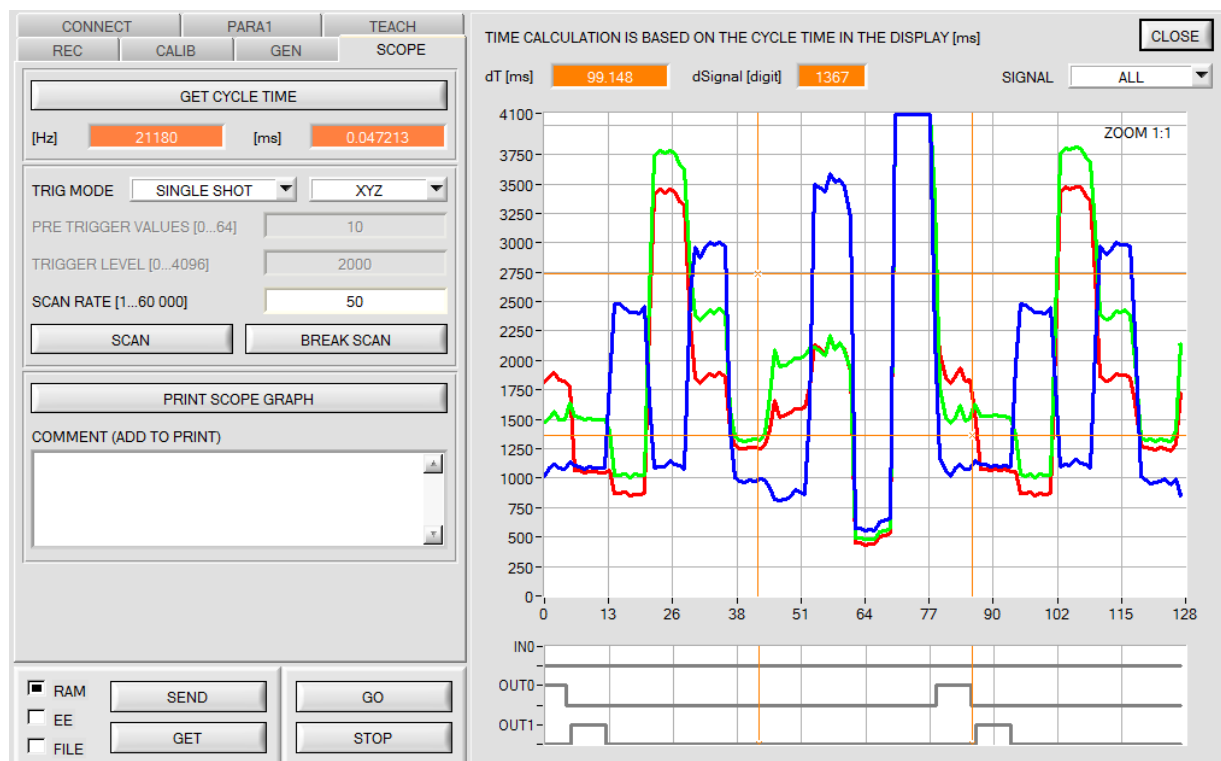 CONNECT PARA1 TEACH
REC CALIB GEN SCOPE
GET CYCLE TIME
[Hz] 21180 [ms] 0.047213
TRIG MODE SINGLE SHOT XYZ
PRE TRIGGER VALUES [0...64] 10
TRIGGER LEVEL [0...4096] 2000
SCAN RATE [1...60 000] 50
SCAN BREAK SCAN
PRINT SCOPE GRAPH
COMMENT (ADD TO PRINT)
RAM SEND GO
EE
FILE GET STOP
TIME CALCULATION IS BASED ON THE CYCLE TIME IN THE DISPLAY [ms] CLOSE
dT [ms] 99.148 dSignal [digit] 1367 SIGNAL ALL
ZOOM 1:1
4100
3750
3500
3250
3000
2750
2500
2250
2000
1750
1500
1250
1000
750
500
250
0
0 13 26 38 51 64 77 90 102 115 128
IN0
OUT0
OUT1